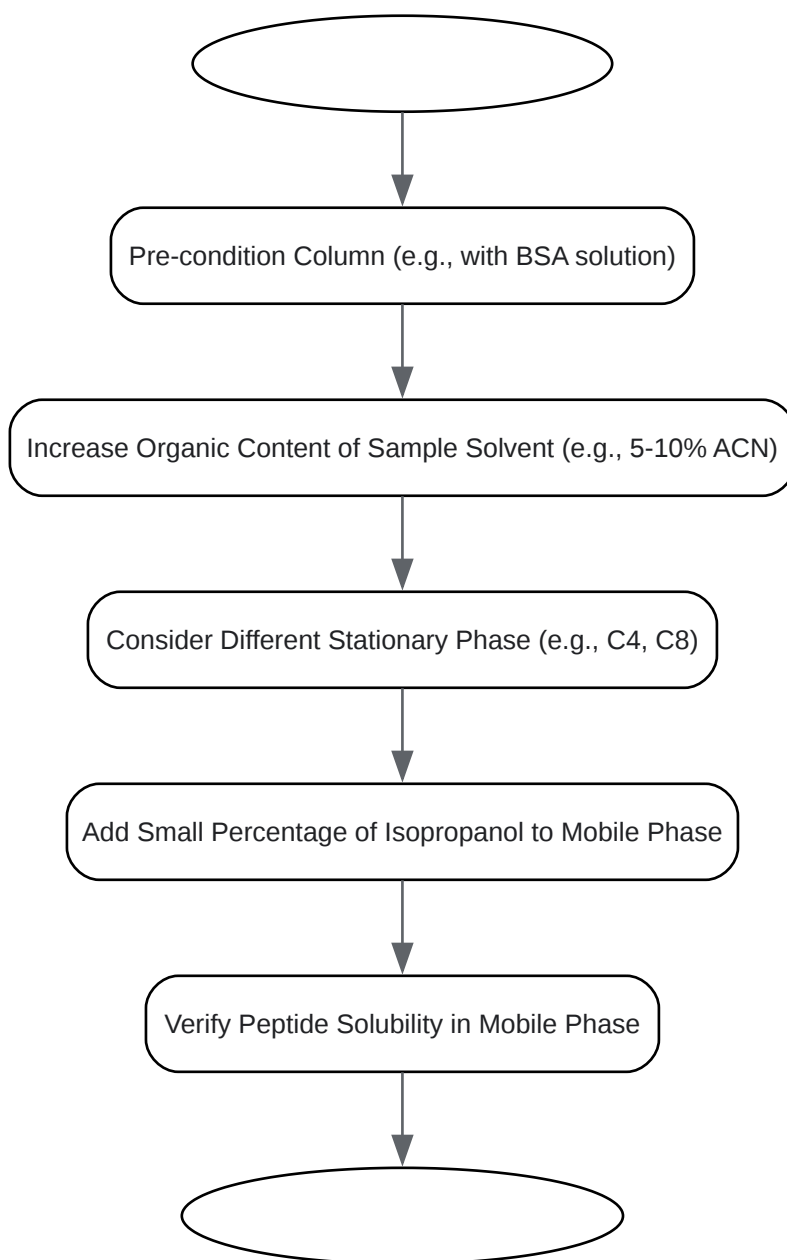 Pre-condition Column (e.g., with BSA solution)
Increase Organic Content of Sample Solvent (e.g., 5-10% ACN)
Consider Different Stationary Phase (e.g., C4, C8)
Add Small Percentage of Isopropanol to Mobile Phase
Verify Peptide Solubility in Mobile Phase